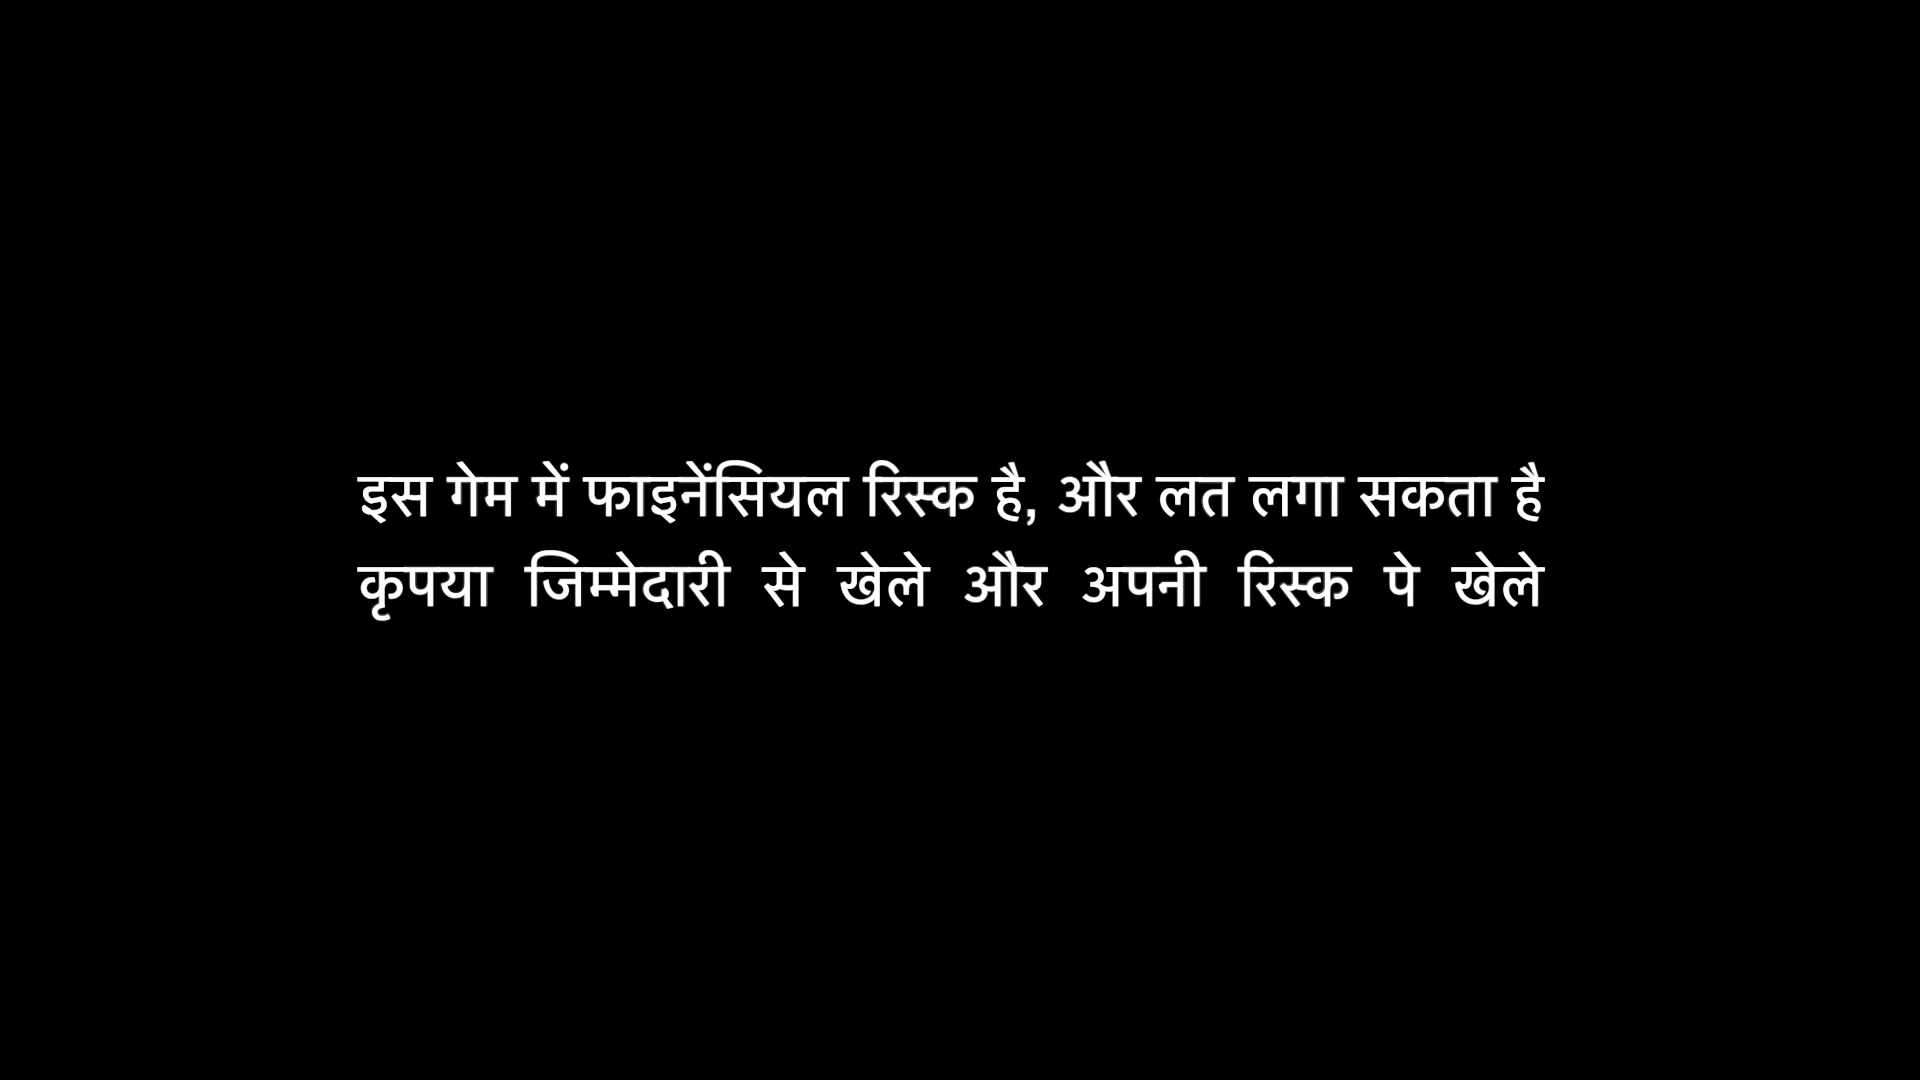 इस गेम में फाइनेंसियल रिस्क है, और लत लगा सकता है
कृपया जिम्मेदारी से खेले और अपनी रिस्क पे खेले